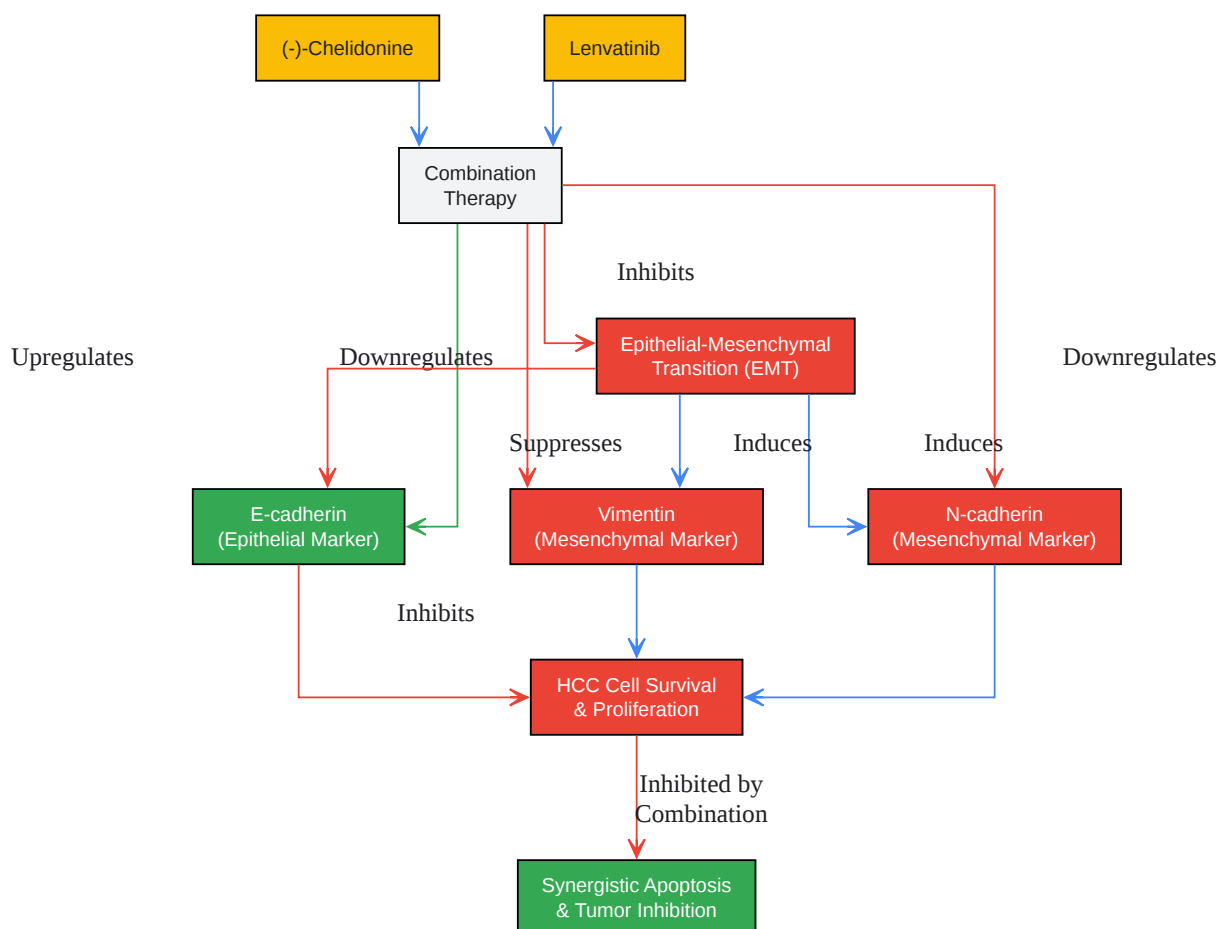 (-)-Chelidonine
Lenvatinib
Combination
Therapy
Inhibits
Epithelial-Mesenchymal
Transition (EMT)
Upregulates
Downregulates
Downregulates
Suppresses
Induces
Induces
E-cadherin
(Epithelial Marker)
Vimentin
(Mesenchymal Marker)
N-cadherin
(Mesenchymal Marker)
Inhibits
HCC Cell Survival
& Proliferation
Inhibited by
Combination
Synergistic Apoptosis
& Tumor Inhibition